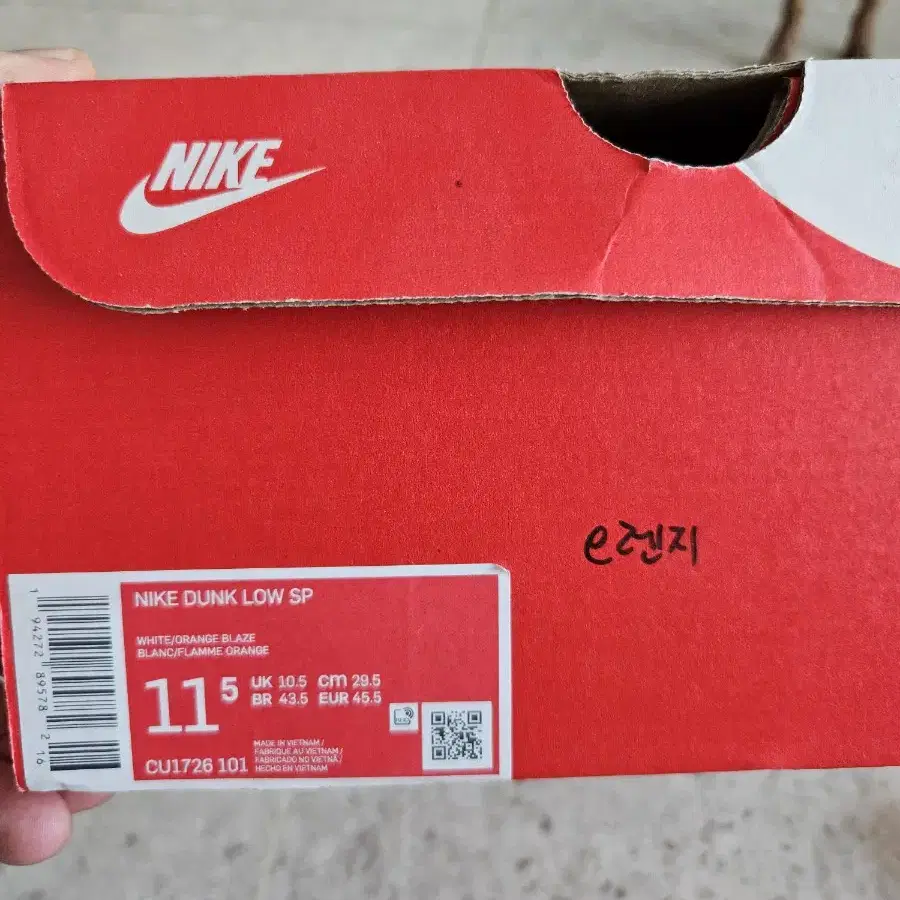 NIKE
e렌지
NIKE DUNK LOW SP
WHITE/ORANGE BLAZE
BLANC/FLAMME ORANGE
11 5
UK 10.5 cm 29.5
BR 43.5 EUR 45.5
CU1726 101
MADE IN VIETNAM /
FABRIQUE AU VIETNAM /
FABRICADO NO VIETNÃ /
HECHO EN VIETNAM
1 94272 89578 2 16